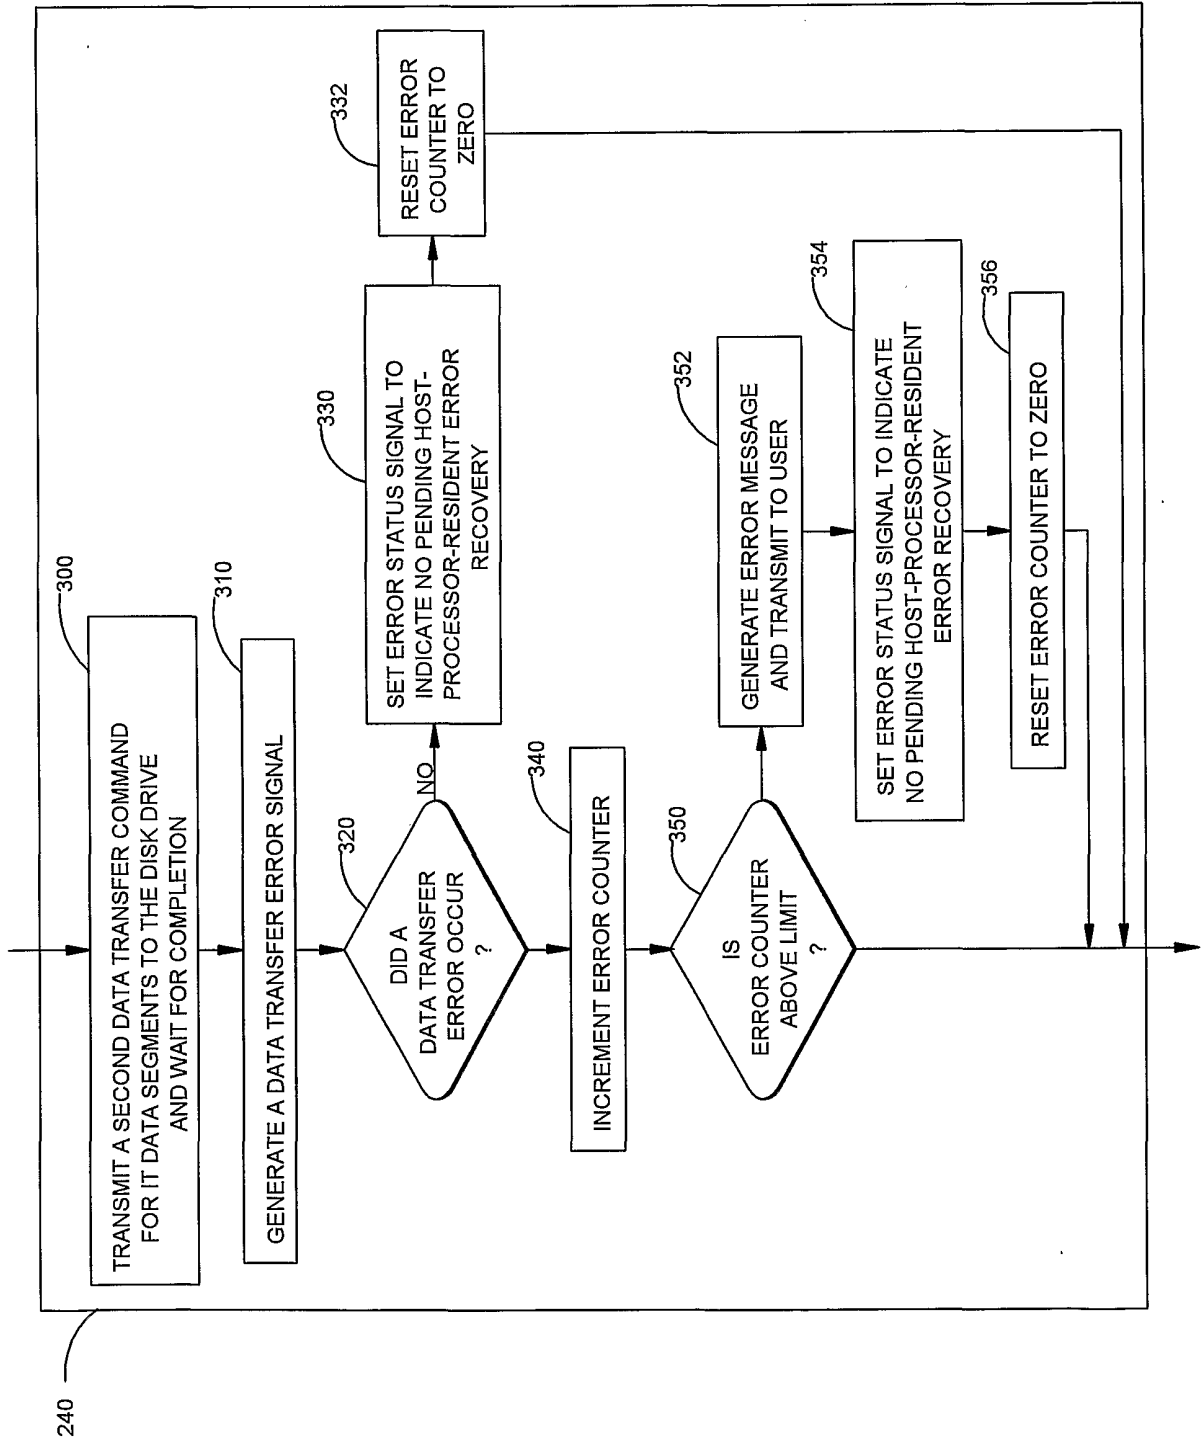 240
300
TRANSMIT A SECOND DATA TRANSFER COMMAND
FOR IT DATA SEGMENTS TO THE DISK DRIVE
AND WAIT FOR COMPLETION
310
GENERATE A DATA TRANSFER ERROR SIGNAL
320
DID A
DATA TRANSFER
ERROR OCCUR
?
NO
330
SET ERROR STATUS SIGNAL TO
INDICATE NO PENDING HOST-
PROCESSOR-RESIDENT ERROR
RECOVERY
332
RESET ERROR
COUNTER TO
ZERO
340
INCREMENT ERROR COUNTER
350
IS
ERROR COUNTER
ABOVE LIMIT
?
352
GENERATE ERROR MESSAGE
AND TRANSMIT TO USER
354
SET ERROR STATUS SIGNAL TO INDICATE
NO PENDING HOST-PROCESSOR-RESIDENT
ERROR RECOVERY
356
RESET ERROR COUNTER TO ZERO